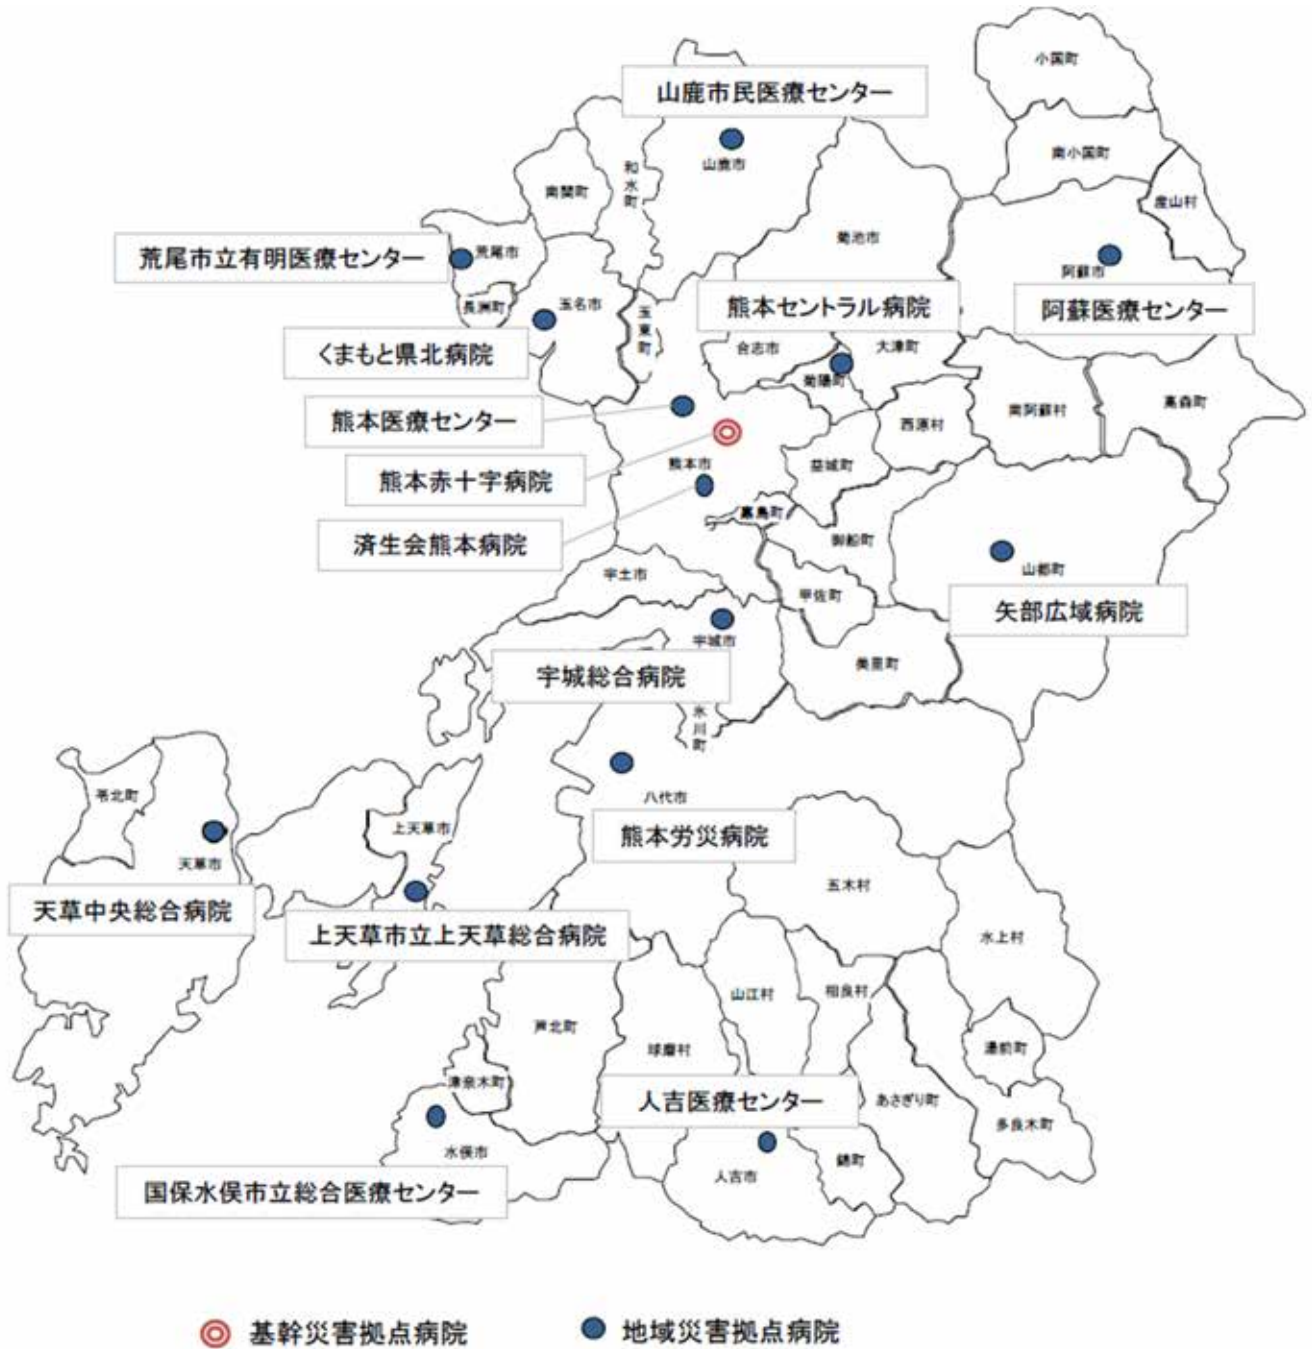 小国町
山鹿市民医療センター
南小国町
山鹿市
和水町
南関町
産山村
菊池市
荒尾市
荒尾市立有明医療センター
阿蘇市
長洲町
玉名市
玉東町
熊本セントラル病院
阿蘇医療センター
くまもと県北病院
合志市
大津町
菊陽町
熊本医療センター
西原村
南阿蘇村
高森町
熊本市
益城町
熊本赤十字病院
嘉島町
済生会熊本病院
御船町
山都町
宇土市
甲佐町
矢部広域病院
宇城市
美里町
宇城総合病院
氷川町
苓北町
八代市
上天草市
熊本労災病院
天草市
五木村
天草中央総合病院
上天草市立上天草総合病院
水上村
山江村
相良村
芦北町
球磨村
湯前町
津奈木町
人吉医療センター
あさぎり町
多良木町
水俣市
錦町
人吉市
国保水俣市立総合医療センター
基幹災害拠点病院
地域災害拠点病院